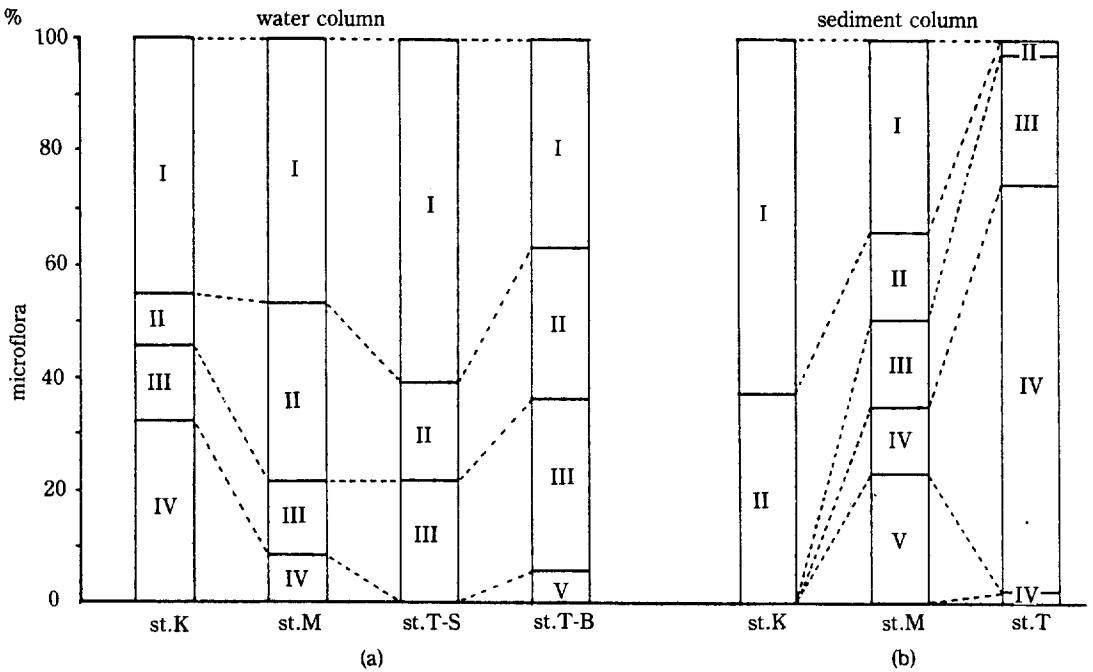 %
water column
sediment column
100
80
60
40
20
0
microflora
I
II
III
IV
I
II
III
IV
I
II
III
I
II
III
V
st.K
st.M
st.T-S
st.T-B
(a)
I
II
I
II
III
IV
V
II
III
IV
IV
st.K
st.M
st.T
(b)